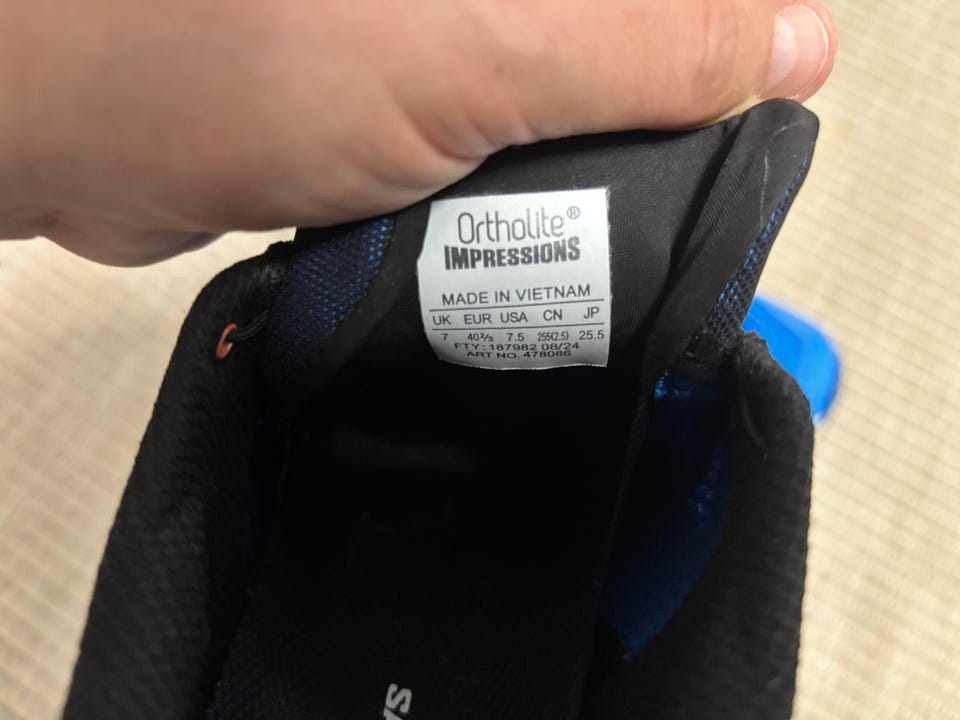 Ortholite®
IMPRESSIONS
MADE IN VIETNAM
UK EUR USA CN JP
7 40⅔ 7.5 255(2.5) 25.5
FTY : 187982 08/24
ART NO. 478086